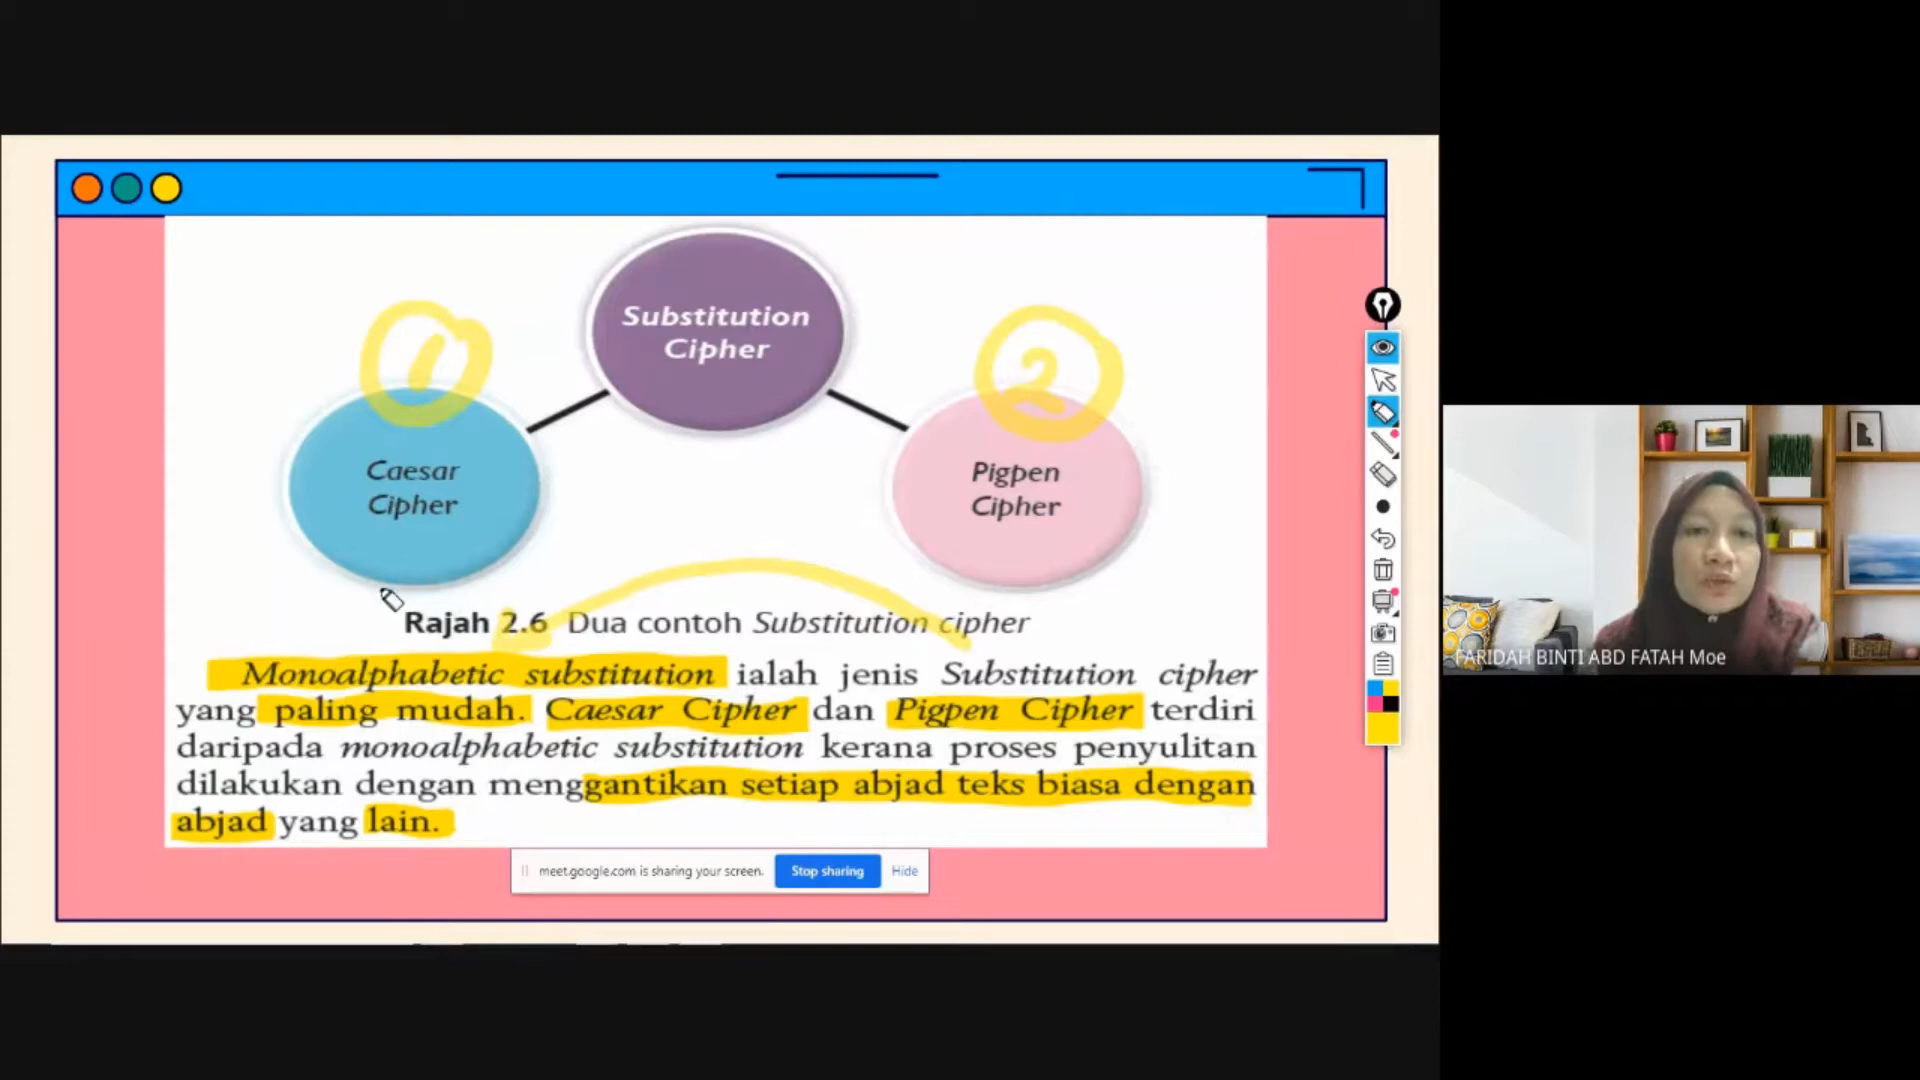 Substitution
Cipher
1
2
Caesar
Cipher
Pigpen
Cipher
Rajah 2.6 Dua contoh Substitution cipher
Monoalphabetic substitution ialah jenis Substitution cipher
yang paling mudah. Caesar Cipher dan Pigpen Cipher terdiri
daripada monoalphabetic substitution kerana proses penyulitan
dilakukan dengan menggantikan setiap abjad teks biasa dengan
abjad yang lain.
meet.google.com is sharing your screen.
Stop sharing
Hide
FARIDAH BINTI ABD FATAH Moe